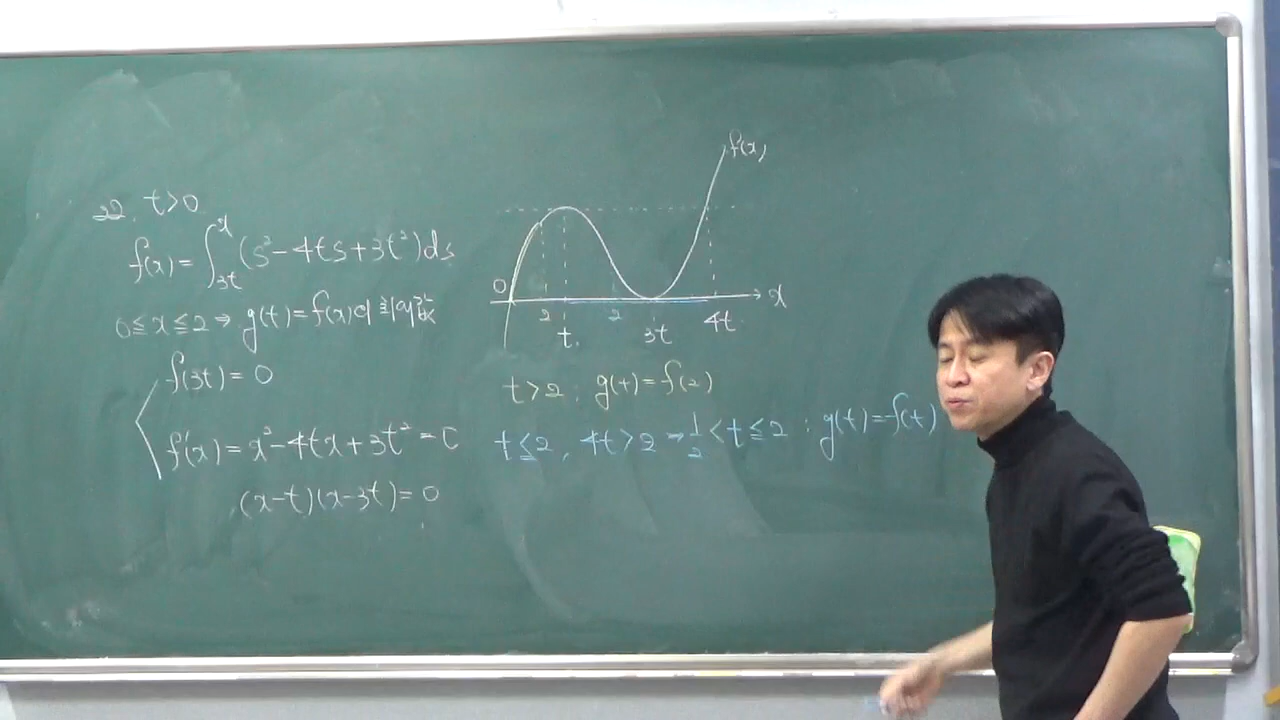 22. t>0
f(x)=∫_{3t}^{x}(s²-4ts+3t²)ds
0≦x≦2 → g(t)=f(x)의 최댓값
f(3t)=0
f'(x)=x²-4tx+3t²=0
(x-t)(x-3t)=0
f(x)
0 2 t 2 3t 4t x
t>2 : g(t)=f(2)
t≦2, 4t>2 → 1/2<t≦2 : g(t)=f(t)